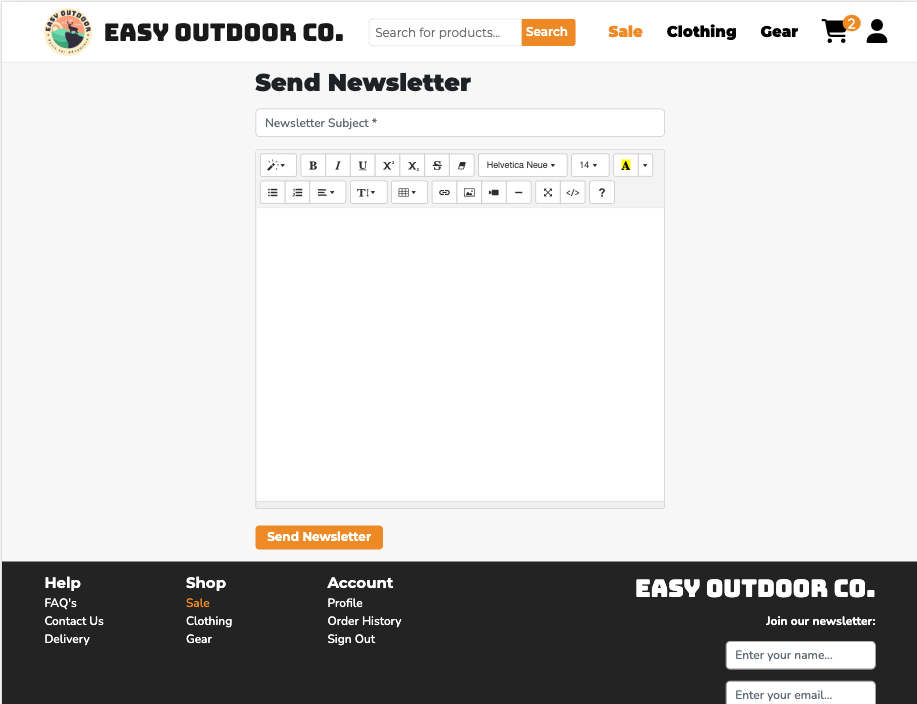 EASY OUTDOOR
EASY OUTDOOR CO.
Search for products...
Search
Sale
Clothing
Gear
2
Send Newsletter
Newsletter Subject *
B I U X² X₂ S Helvetica Neue 14 A
T </> ?
Send Newsletter
Help
FAQ's
Contact Us
Delivery
Shop
Sale
Clothing
Gear
Account
Profile
Order History
Sign Out
EASY OUTDOOR CO.
Join our newsletter:
Enter your name...
Enter your email...